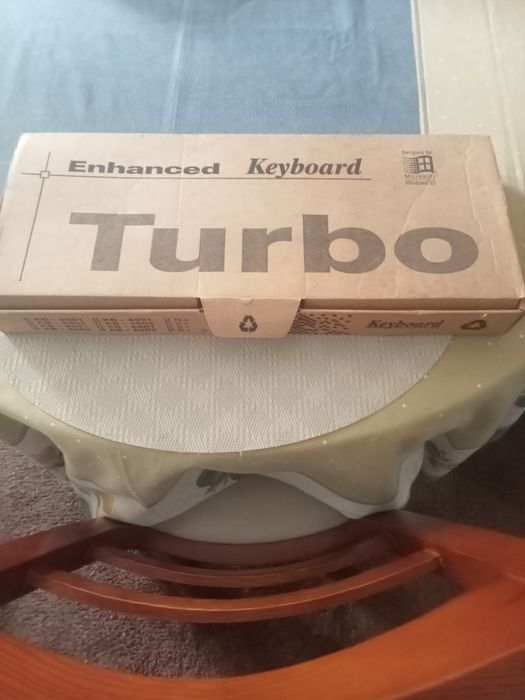 Enhanced Keyboard
Designed for
Microsoft
Windows 95
Turbo
Keyboard